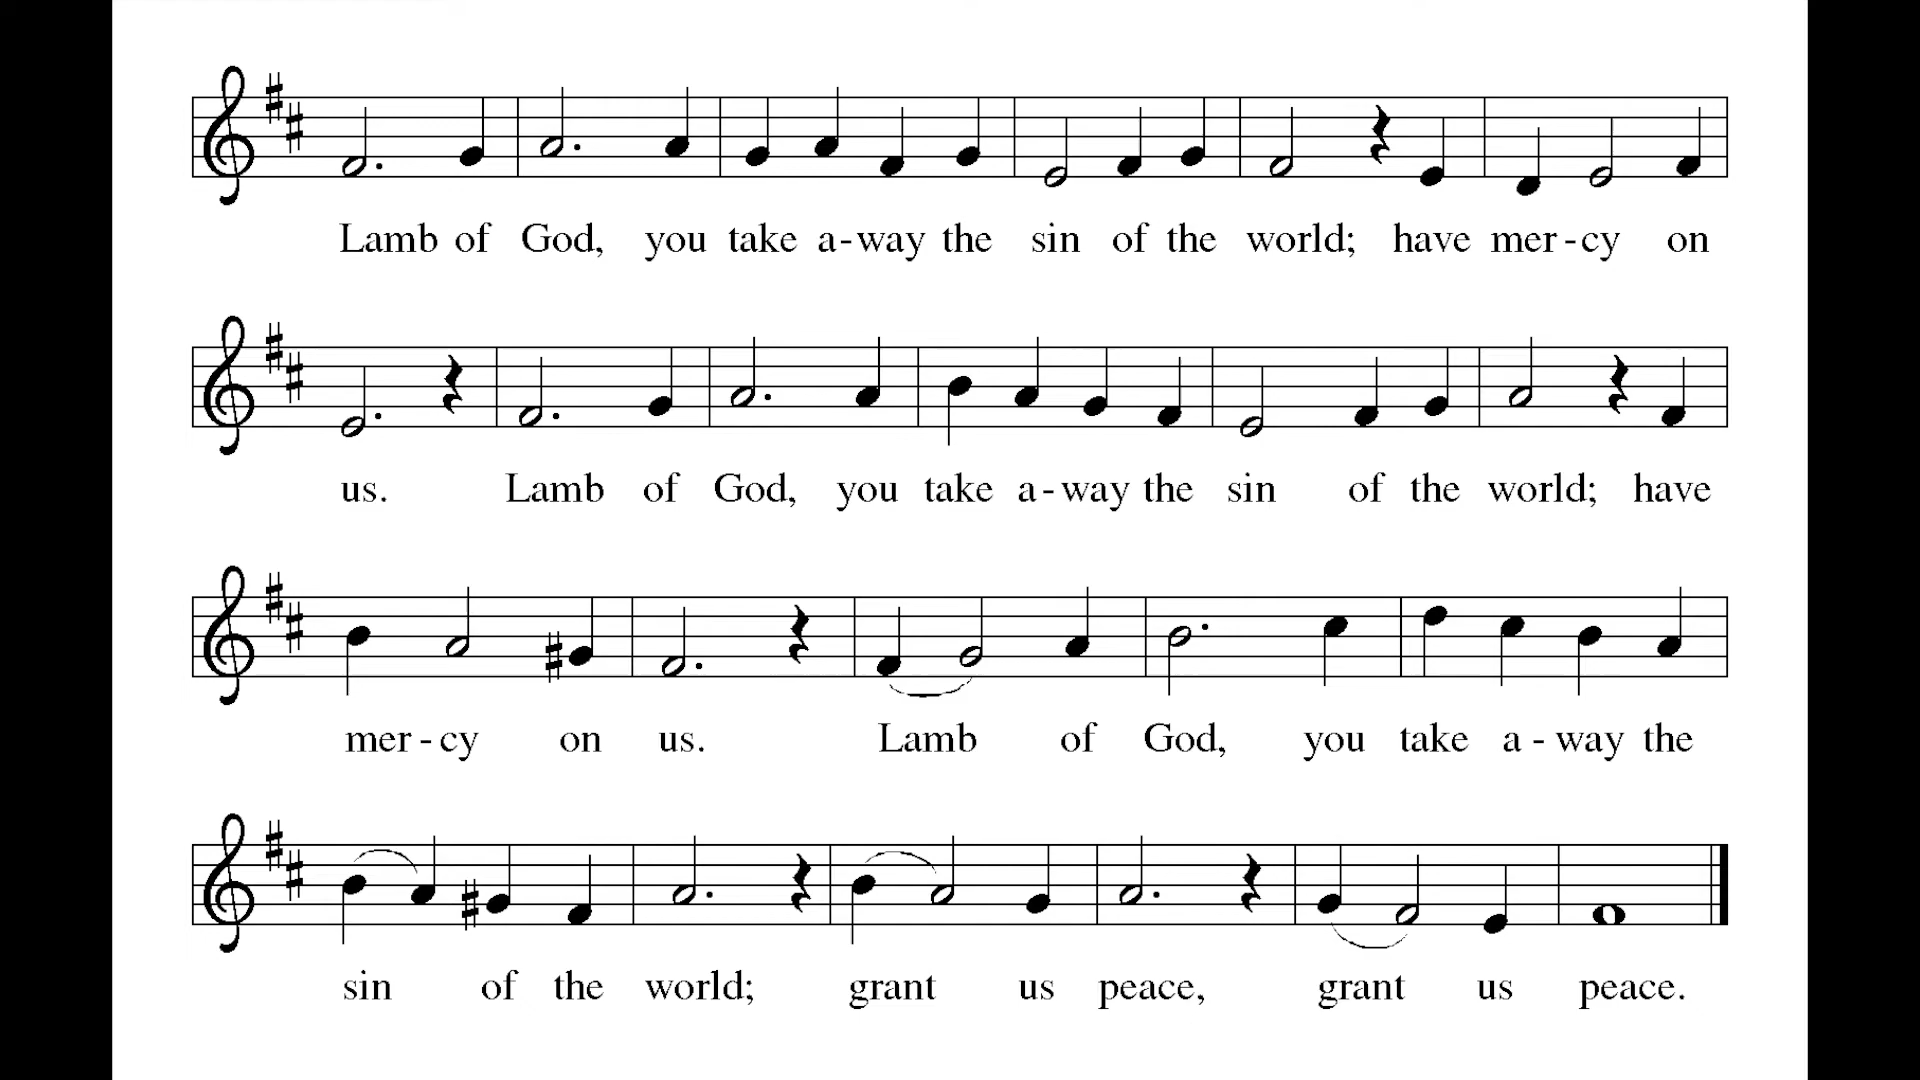 Lamb of God, you take a-way the sin of the world; have mer-cy on
us. Lamb of God, you take a-way the sin of the world; have
mer-cy on us. Lamb of God, you take a-way the
sin of the world; grant us peace, grant us peace.